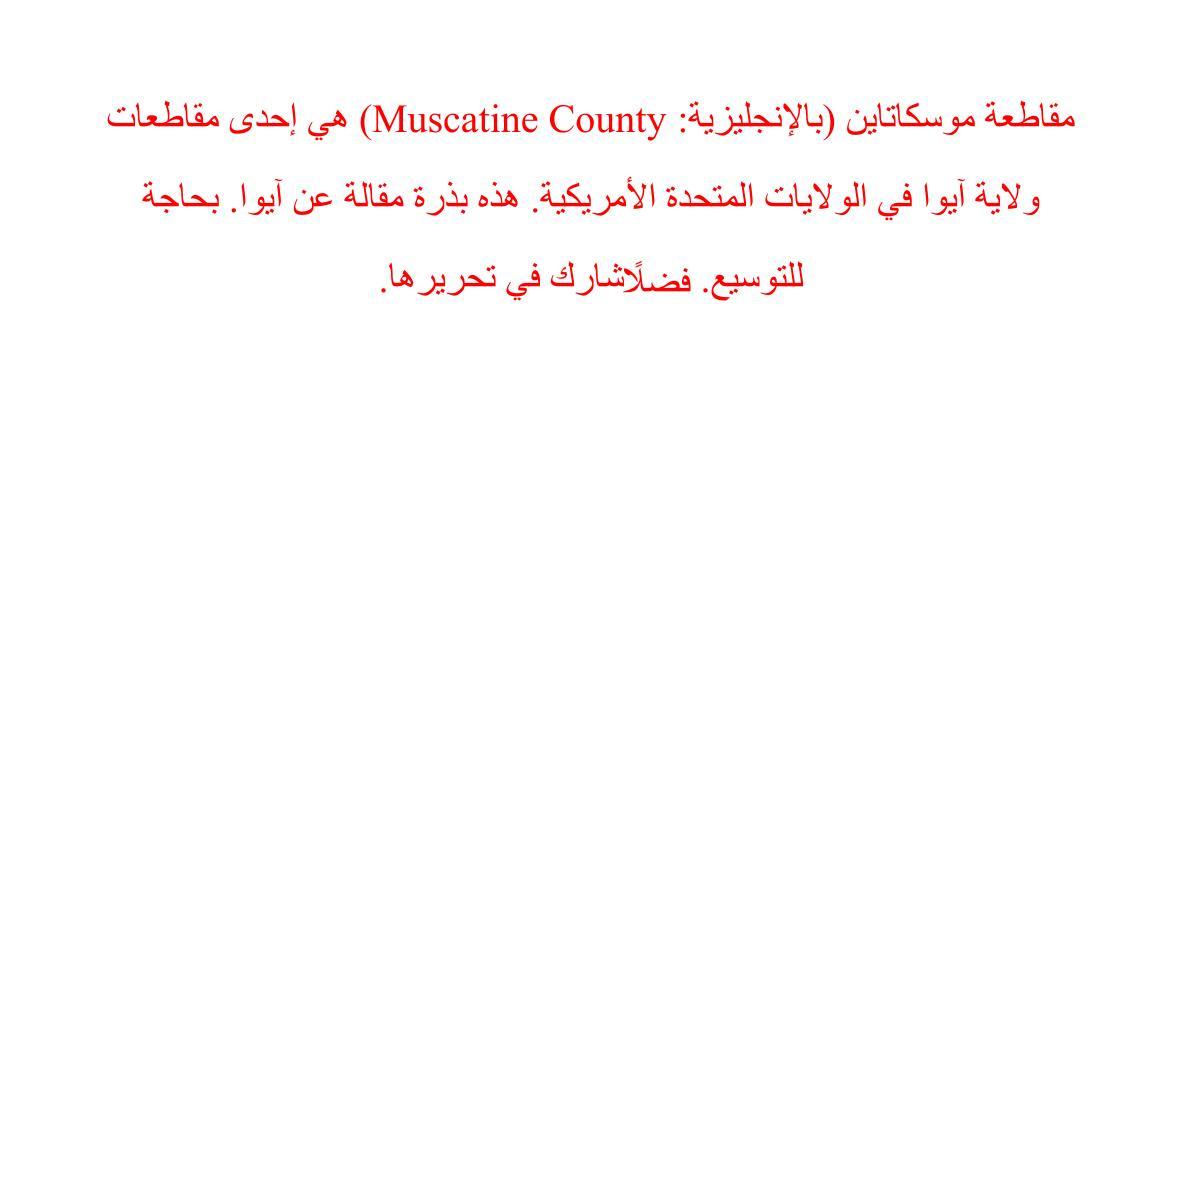 مقاطعة موسكاتاين (بالإنجليزية: Muscatine County) هي إحدى مقاطعات
ولاية آيوا في الولايات المتحدة الأمريكية. هذه بذرة مقالة عن آيوا. بحاجة
للتوسيع. فضلًاشارك في تحريرها.